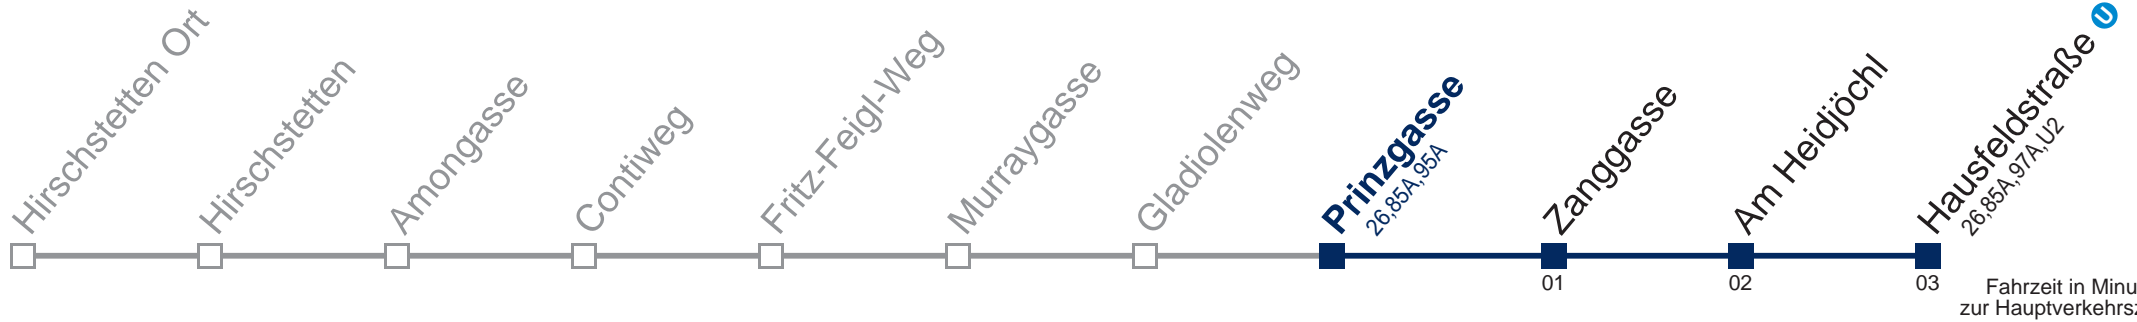 Hirschstetten Ort
Hirschstetten
Amongasse
Contiweg
Fritz-Feigl-Weg
Murraygasse
Gladiolenweg
Prinzgasse
26,85A,95A
Zanggasse
Am Heidjöchl
Hausfeldstraße U
26,85A,97A,U2
01
02
03
Fahrzeit in Minu
zur Hauptverkehrsz